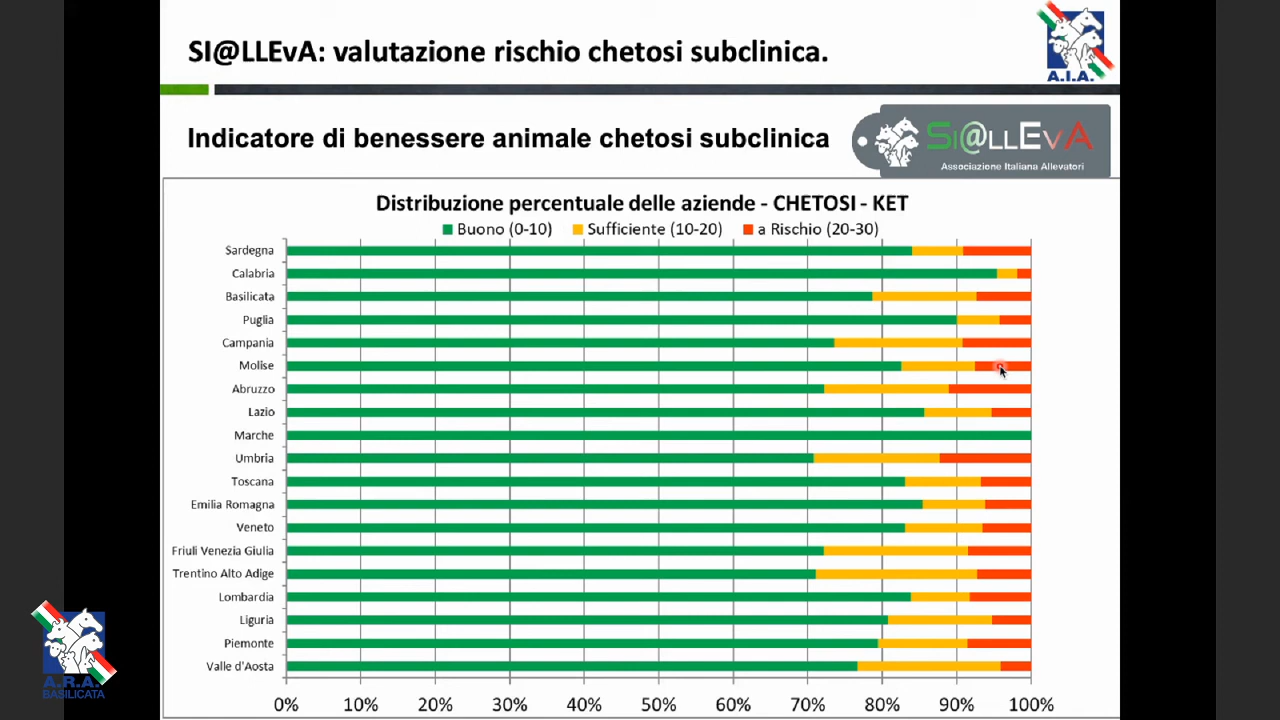 SI@LLEvA: valutazione rischio chetosi subclinica.
A.I.A.
Indicatore di benessere animale chetosi subclinica
SI@LLEvA
Associazione Italiana Allevatori
Distribuzione percentuale delle aziende - CHETOSI - KET
Buono (0-10) Sufficiente (10-20) a Rischio (20-30)
Sardegna
Calabria
Basilicata
Puglia
Campania
Molise
Abruzzo
Lazio
Marche
Umbria
Toscana
Emilia Romagna
Veneto
Friuli Venezia Giulia
Trentino Alto Adige
Lombardia
Liguria
Piemonte
Valle d'Aosta
0% 10% 20% 30% 40% 50% 60% 70% 80% 90% 100%
A.R.A.
BASILICATA